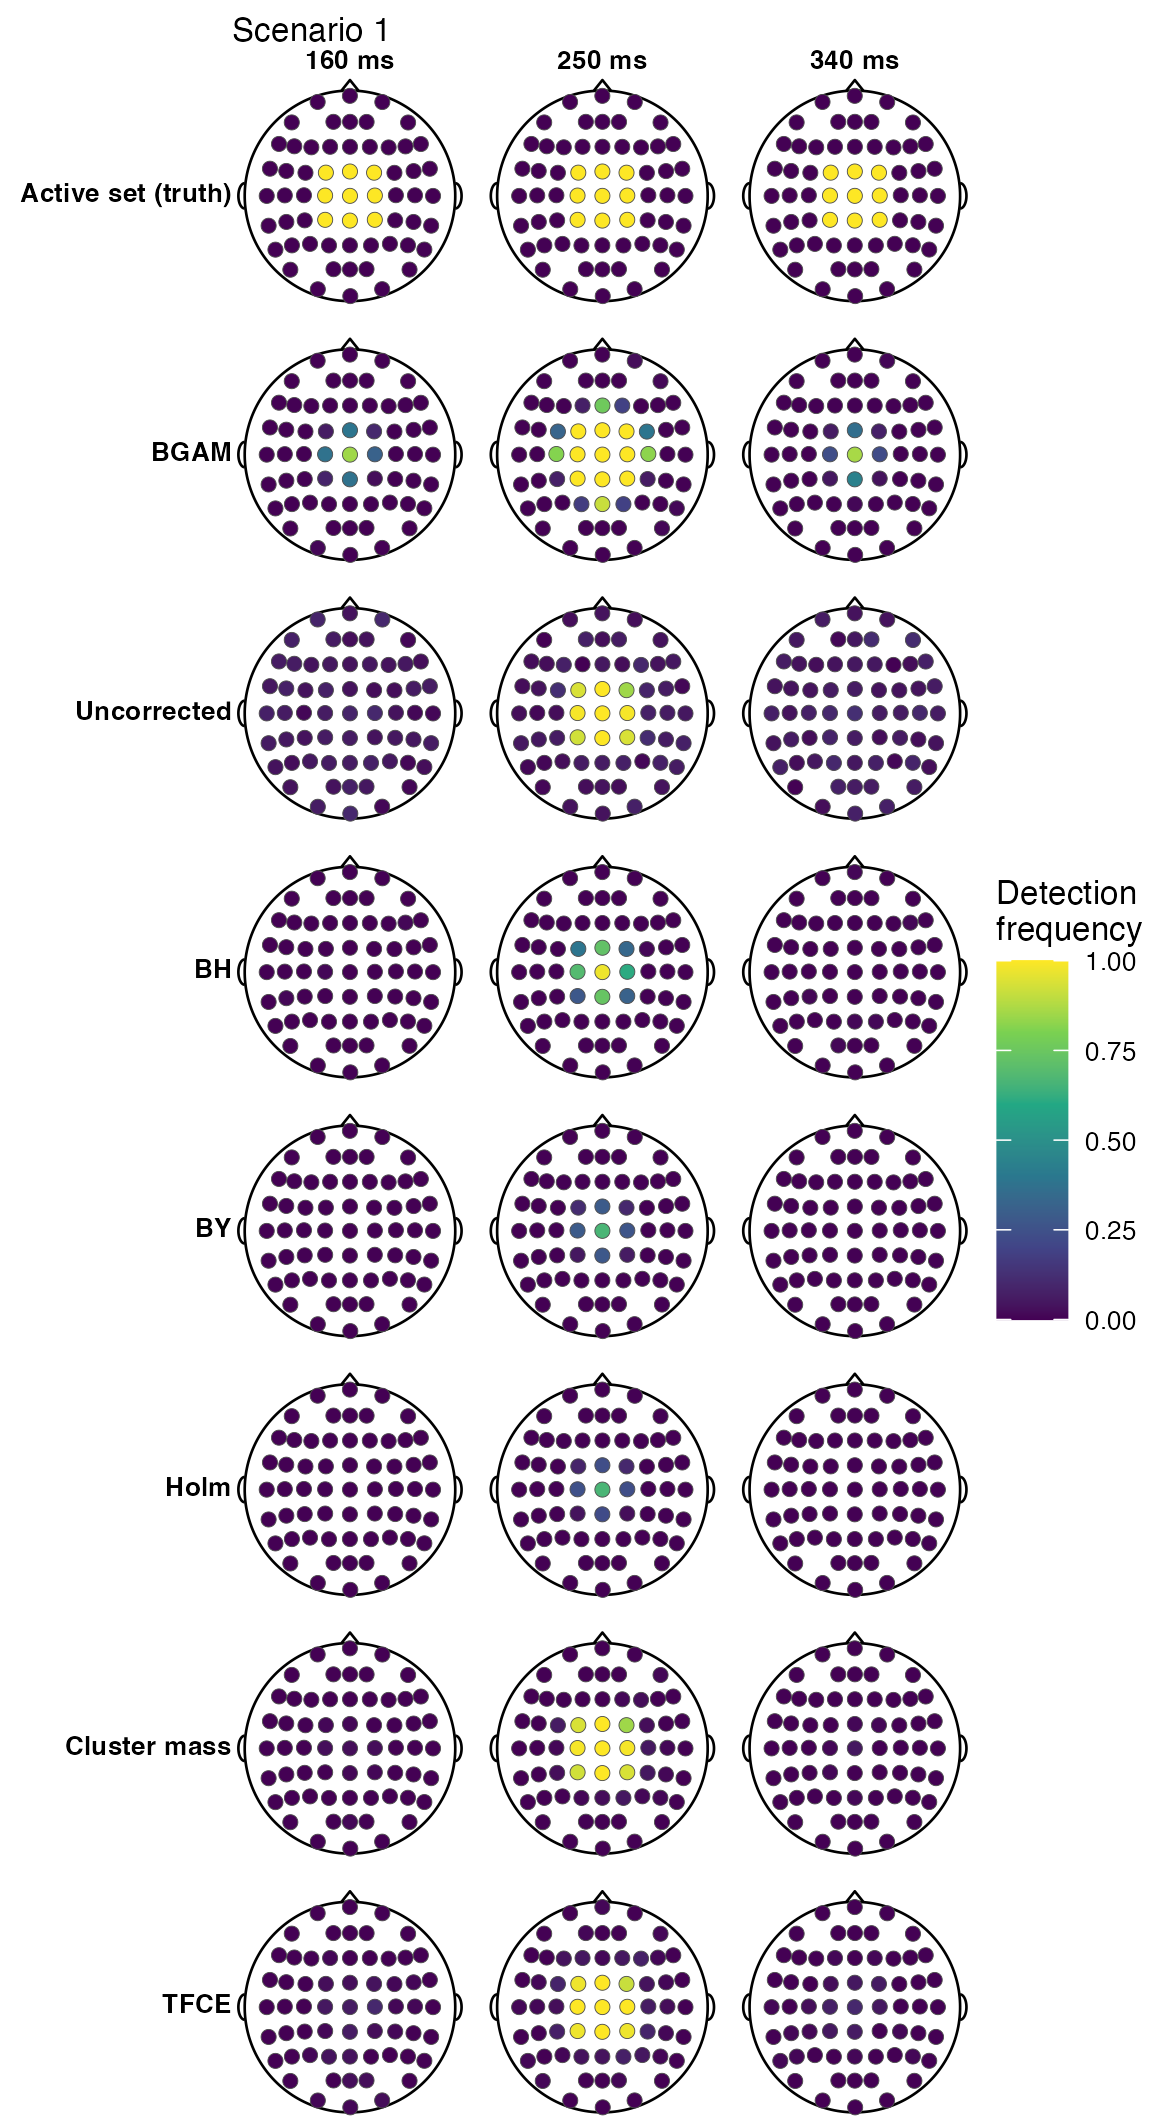 Scenario 1
160 ms 250 ms 340 ms
Active set (truth)
BGAM
Uncorrected
BH
Detection
frequency
1.00
0.75
0.50
0.25
0.00
BY
Holm
Cluster mass
TFCE